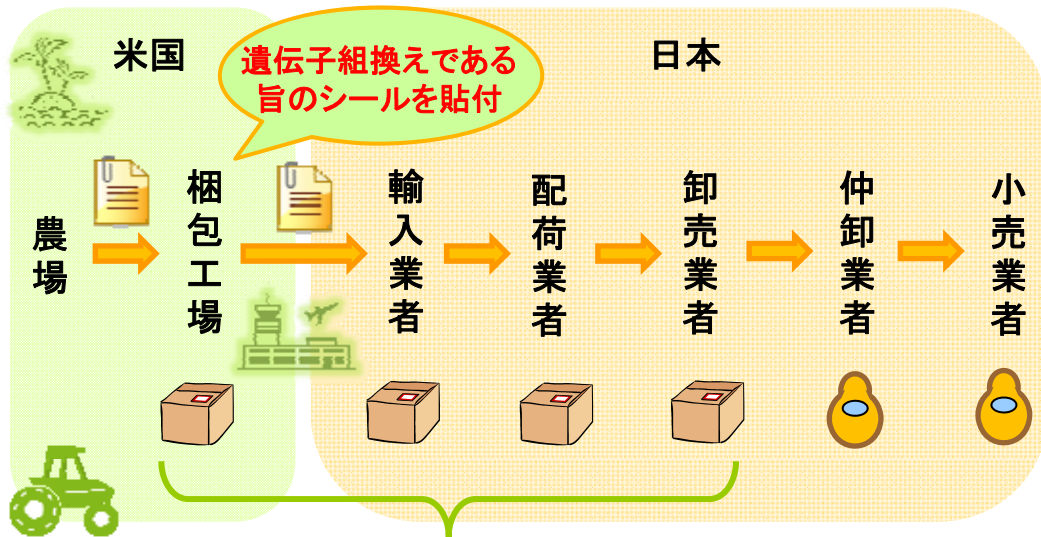 米国
遺伝子組換えである
旨のシールを貼付
日本
農場
梱包工場
輸入業者
配荷業者
卸売業者
仲卸業者
小売業者